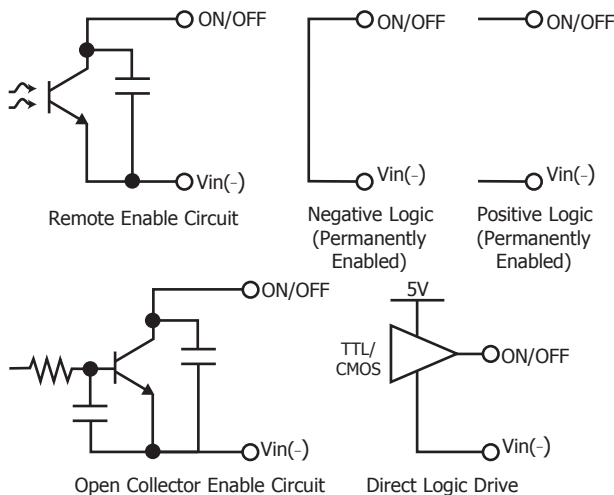 ON/OFF
Vin(-)
Remote Enable Circuit
ON/OFF
Vin(-)
Negative Logic
(Permanently
Enabled)
ON/OFF
Vin(-)
Positive Logic
(Permanently
Enabled)
ON/OFF
Vin(-)
Open Collector Enable Circuit
5V
TTL/
CMOS
ON/OFF
Vin(-)
Direct Logic Drive